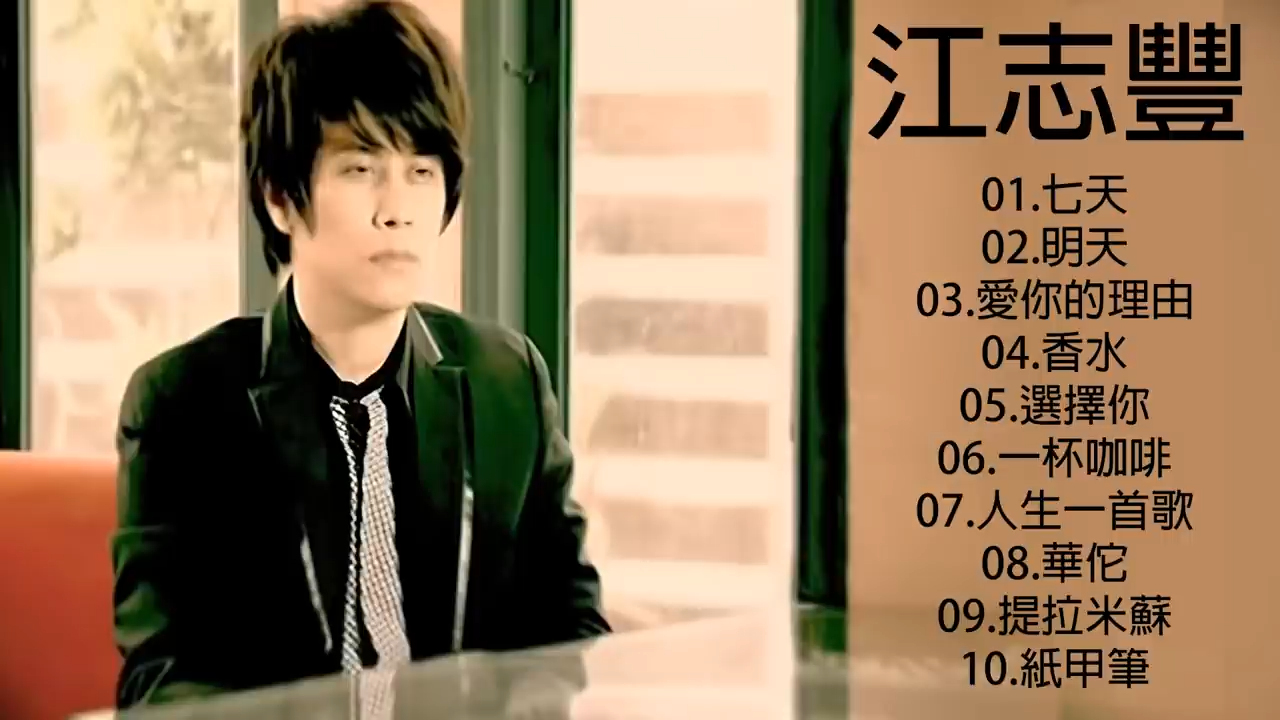 江志豐
01.七天
02.明天
03.愛你的理由
04.香水
05.選擇你
06.一杯咖啡
07.人生一首歌
08.華佗
09.提拉米蘇
10.紙甲筆